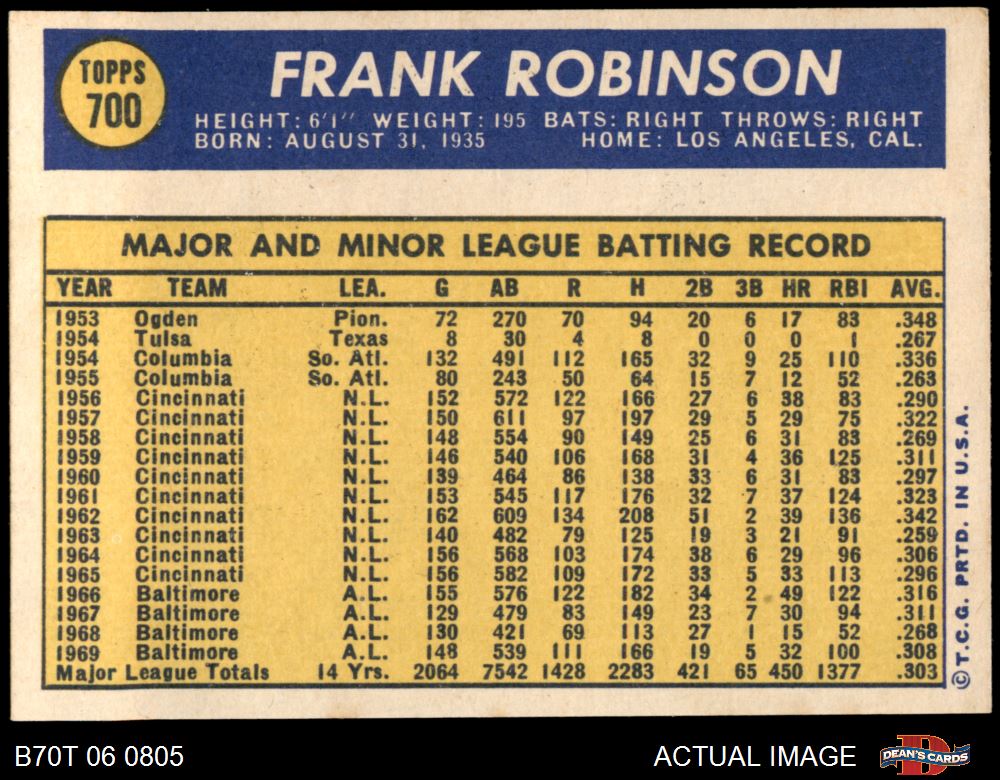 TOPPS
700
FRANK ROBINSON
HEIGHT: 6'1" WEIGHT: 195 BATS: RIGHT THROWS: RIGHT
BORN: AUGUST 31, 1935 HOME: LOS ANGELES, CAL.
MAJOR AND MINOR LEAGUE BATTING RECORD
YEAR TEAM LEA. G AB R H 2B 3B HR RBI AVG.
1953 Ogden Pion. 72 270 70 94 20 6 17 83 .348
1954 Tulsa Texas 8 30 4 8 0 0 0 1 .267
1954 Columbia So. Atl. 132 491 112 165 32 9 25 110 .336
1955 Columbia So. Atl. 80 243 50 64 15 7 12 52 .263
1956 Cincinnati N.L. 152 572 122 166 27 6 38 83 .290
1957 Cincinnati N.L. 150 611 97 197 29 5 29 75 .322
1958 Cincinnati N.L. 148 554 90 149 25 6 31 83 .269
1959 Cincinnati N.L. 146 540 106 168 31 4 36 125 .311
1960 Cincinnati N.L. 139 464 86 138 33 6 31 83 .297
1961 Cincinnati N.L. 153 545 117 176 32 7 37 124 .323
1962 Cincinnati N.L. 162 609 134 208 51 2 39 136 .342
1963 Cincinnati N.L. 140 482 79 125 19 3 21 91 .259
1964 Cincinnati N.L. 156 568 103 174 38 6 29 96 .306
1965 Cincinnati N.L. 156 582 109 172 33 5 33 113 .296
1966 Baltimore A.L. 155 576 122 182 34 2 49 122 .316
1967 Baltimore A.L. 129 479 83 149 23 7 30 94 .311
1968 Baltimore A.L. 130 421 69 113 27 1 15 52 .268
1969 Baltimore A.L. 148 539 111 166 19 5 32 100 .308
Major League Totals 14 Yrs. 2064 7542 1428 2283 421 65 450 1377 .303
© T.C.G. PRTD. IN U.S.A.
B70T 06 0805 ACTUAL IMAGE
DEAN'S CARDS